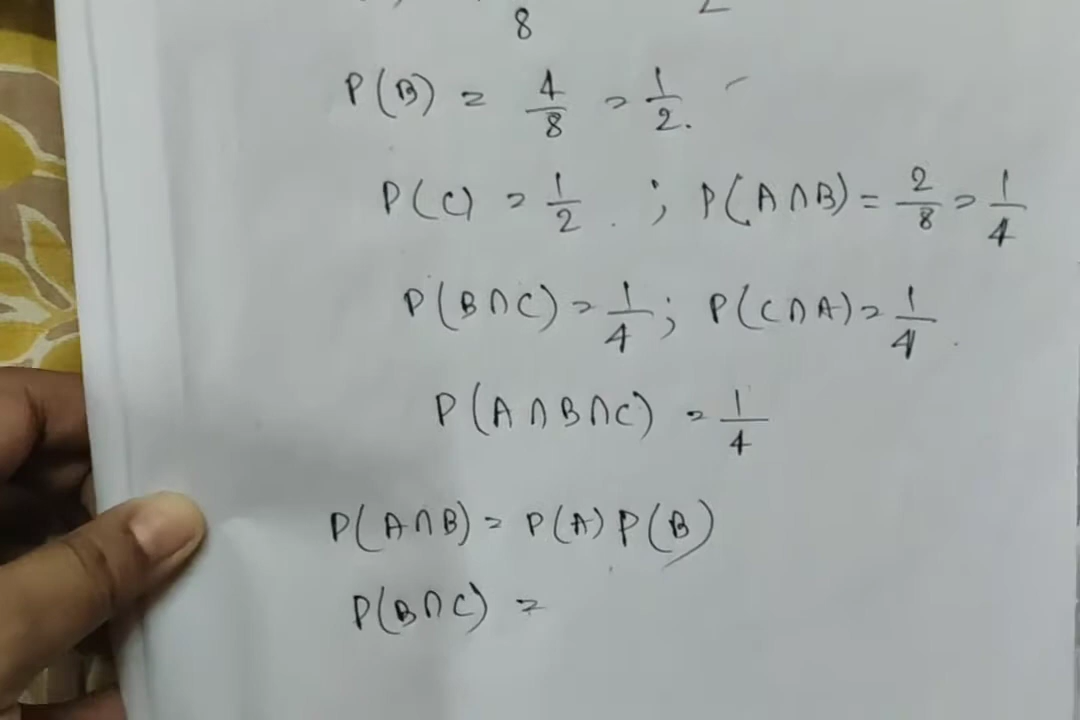 8
P(B) = 4/8 = 1/2.
P(C) = 1/2 . ; P(A∩B) = 2/8 = 1/4
P(B∩C) = 1/4 ; P(C∩A) = 1/4 .
P(A∩B∩C) = 1/4
P(A∩B) = P(A) P(B)
P(B∩C) =